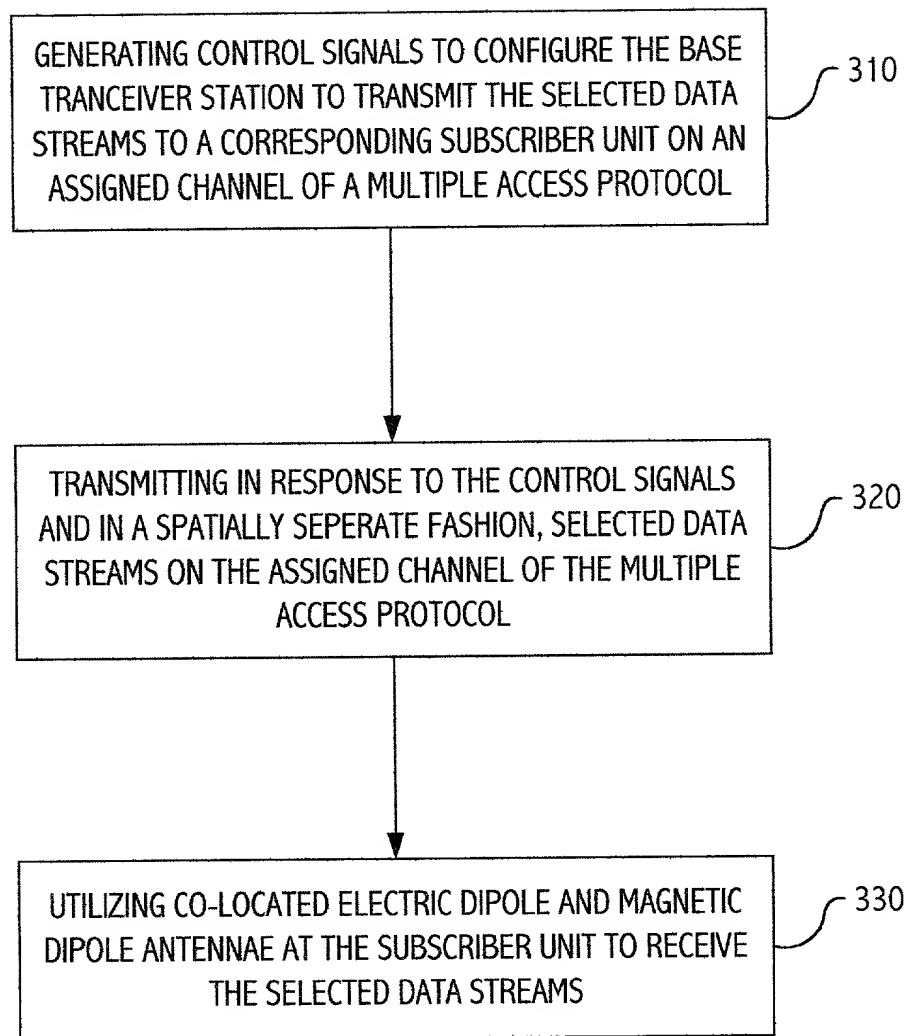 GENERATING CONTROL SIGNALS TO CONFIGURE THE BASE
TRANCEIVER STATION TO TRANSMIT THE SELECTED DATA
STREAMS TO A CORRESPONDING SUBSCRIBER UNIT ON AN
ASSIGNED CHANNEL OF A MULTIPLE ACCESS PROTOCOL
310
TRANSMITTING IN RESPONSE TO THE CONTROL SIGNALS
AND IN A SPATIALLY SEPERATE FASHION, SELECTED DATA
STREAMS ON THE ASSIGNED CHANNEL OF THE MULTIPLE
ACCESS PROTOCOL
320
UTILIZING CO-LOCATED ELECTRIC DIPOLE AND MAGNETIC
DIPOLE ANTENNAE AT THE SUBSCRIBER UNIT TO RECEIVE
THE SELECTED DATA STREAMS
330